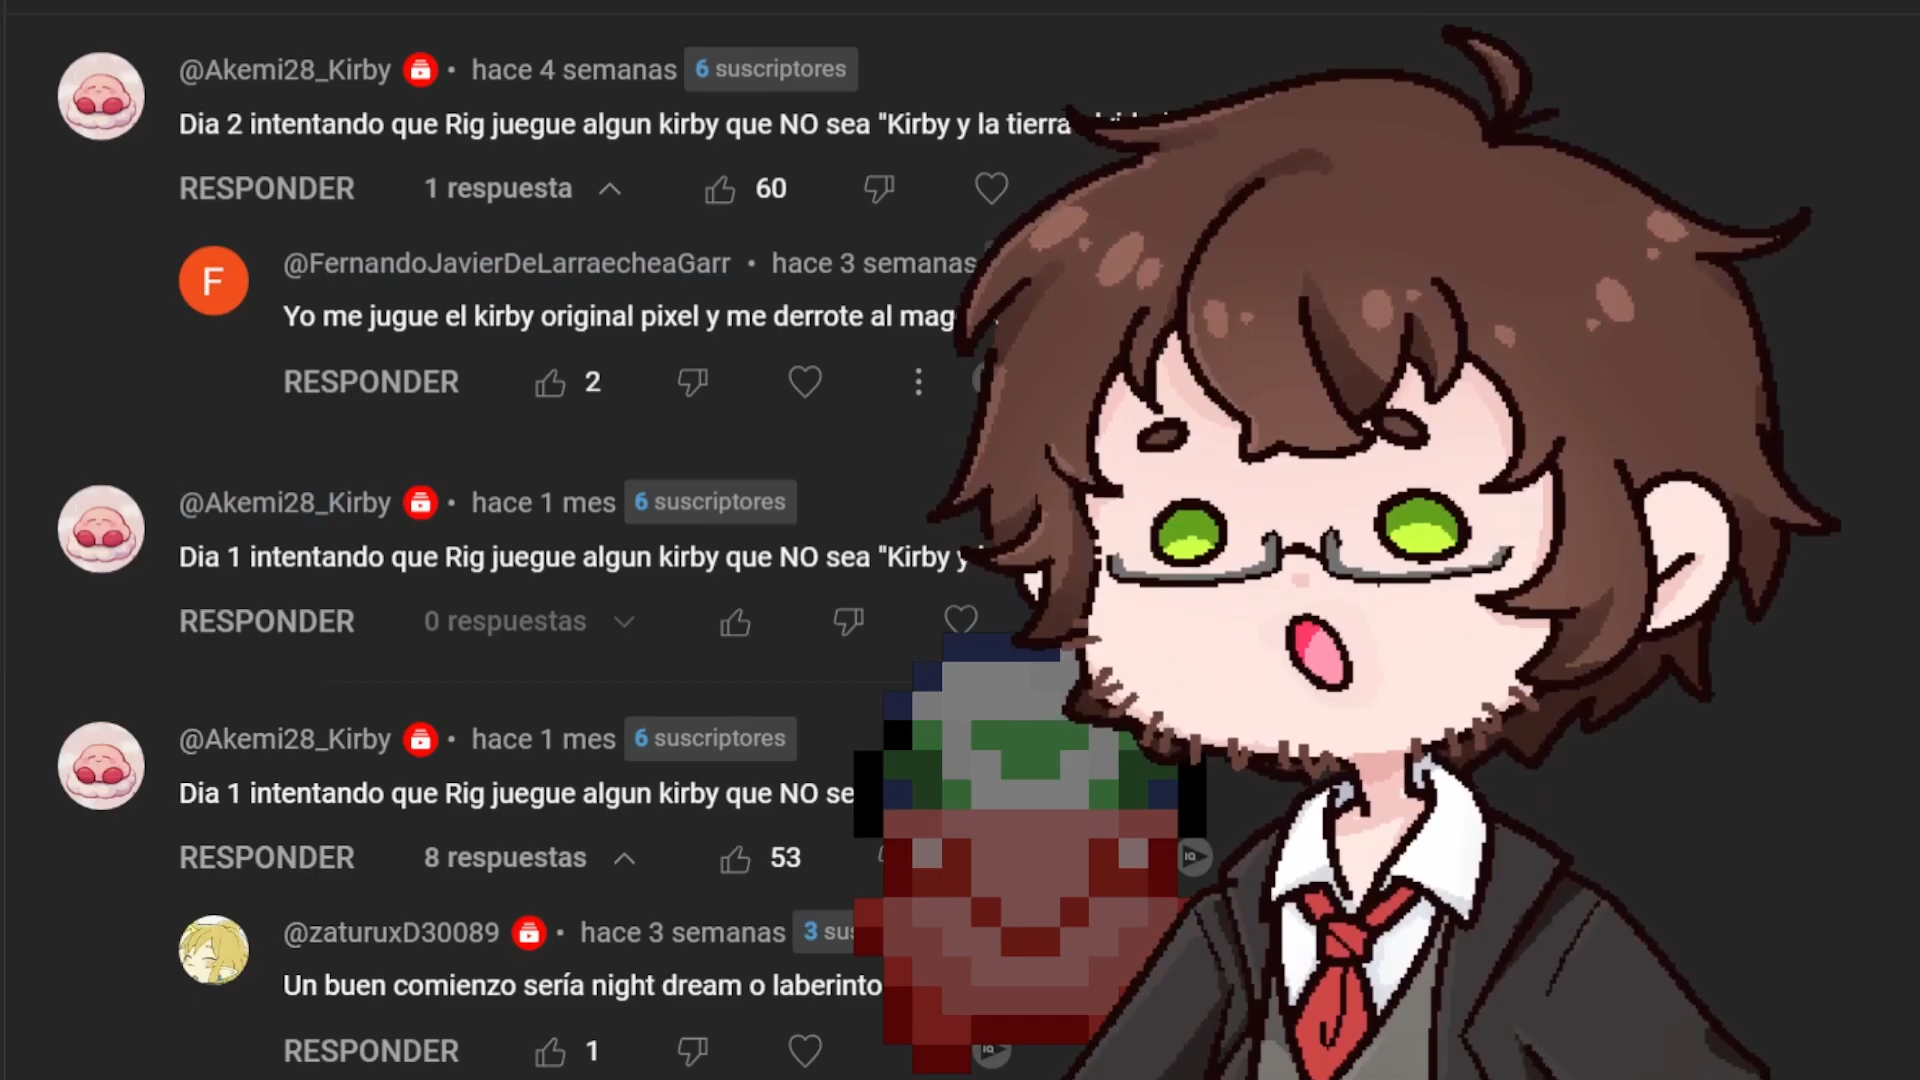 @Akemi28_Kirby • hace 4 semanas 6 suscriptores
Dia 2 intentando que Rig juegue algun kirby que NO sea "Kirby y la tierra
RESPONDER 1 respuesta 60
F
@FernandoJavierDeLarraecheaGarr • hace 3 semanas
Yo me jugue el kirby original pixel y me derrote al
RESPONDER 2
@Akemi28_Kirby • hace 1 mes 6 suscriptores
Dia 1 intentando que Rig juegue algun kirby que NO sea "Kirby y
RESPONDER 0 respuestas
@Akemi28_Kirby • hace 1 mes 6 suscriptores
Dia 1 intentando que Rig juegue algun kirby que NO
RESPONDER 8 respuestas 53
IQ
@zaturuxD30089 • hace 3 semanas 3
Un buen comienzo sería night dream o laberinto
RESPONDER 1
IQ